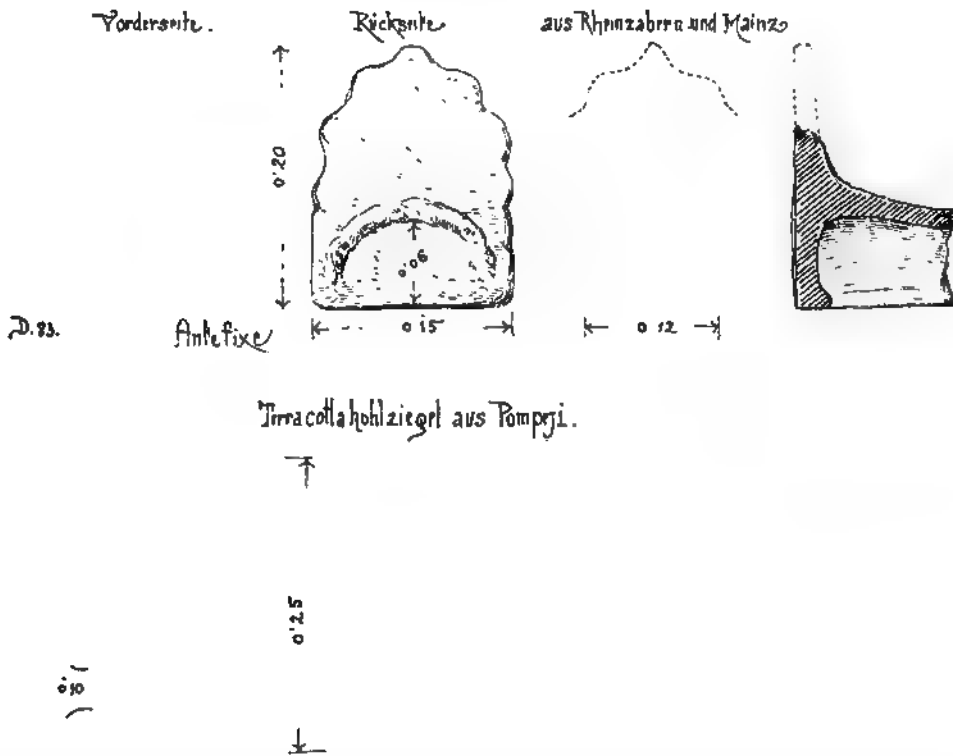 Vorderseite. Rückseite aus Rheinzabern und Mainz
0'20
0'06
D. 83. Antefixe 0'15 0'12
Terracottahohlziegel aus Pompeji.
0'25
0'10